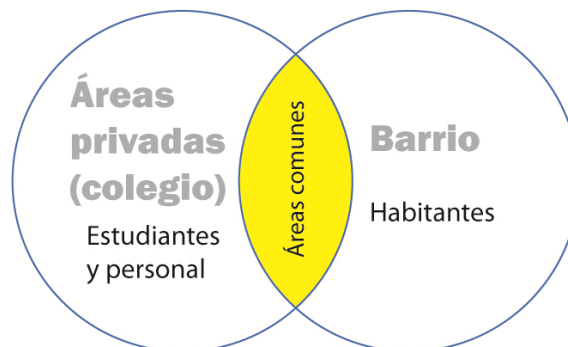 Áreas
privadas
(colegio)
Estudiantes
y personal
Áreas comunes
Barrio
Habitantes